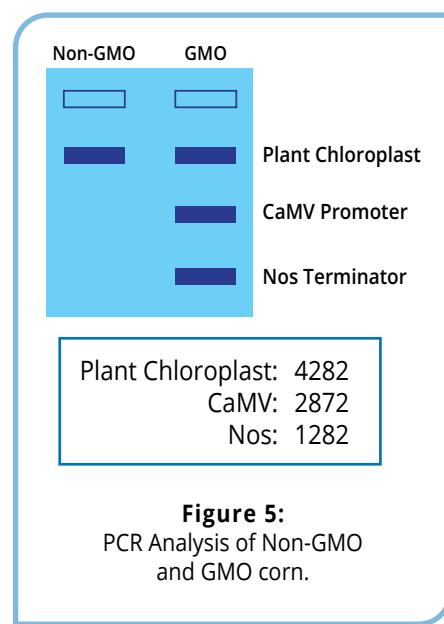 Non-GMO GMO
Plant Chloroplast
CaMV Promoter
Nos Terminator
Plant Chloroplast: 4282
CaMV: 2872
Nos: 1282
Figure 5:
PCR Analysis of Non-GMO
and GMO corn.